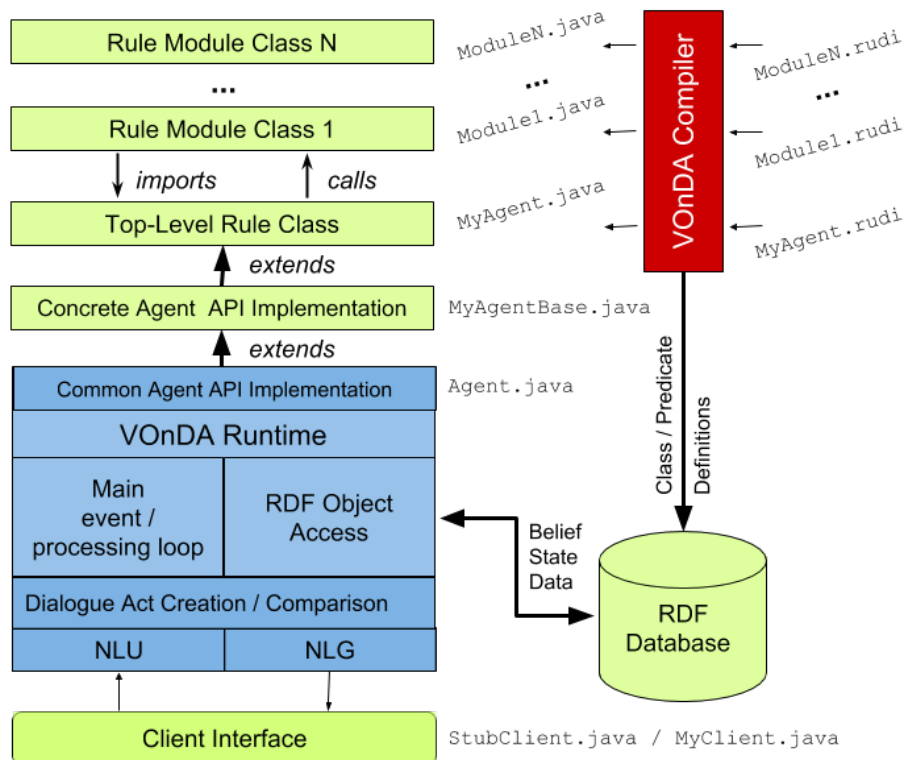 Rule Module Class N
...
Rule Module Class 1
imports
calls
Top-Level Rule Class
extends
Concrete Agent API Implementation
extends
Common Agent API Implementation
VOnDA Runtime
Main
event /
processing loop
RDF Object
Access
Dialogue Act Creation / Comparison
NLU
NLG
Client Interface
ModuleN.java
...
Module1.java
MyAgent.java
MyAgentBase.java
Agent.java
StubClient.java / MyClient.java
VOnDA Compiler
ModuleN.rudi
...
Module1.rudi
MyAgent.rudi
Class / Predicate
Definitions
Belief
State
Data
RDF
Database